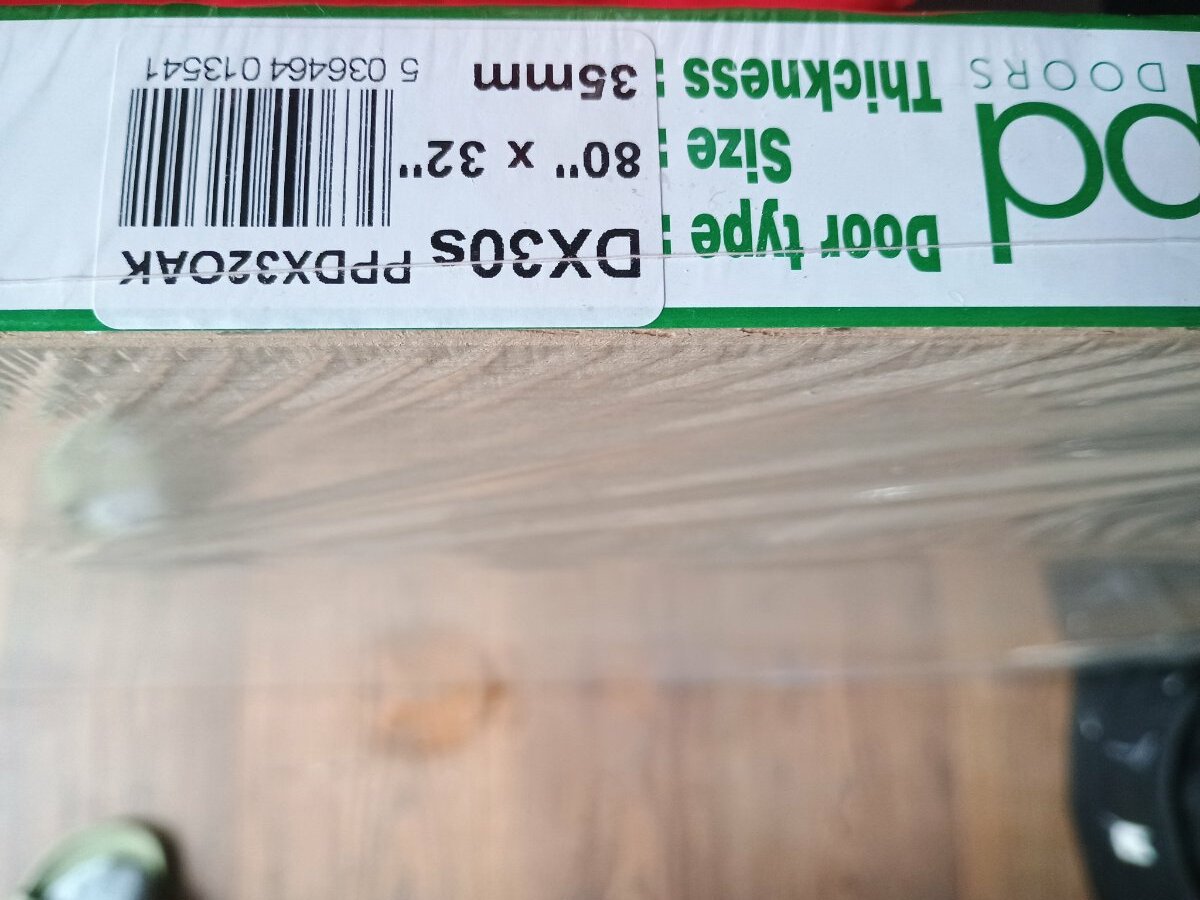 pd
DOORS
Door type : DX30s PPDX32OAK
Size : 80" x 32"
Thickness : 35mm
5 036464 013541